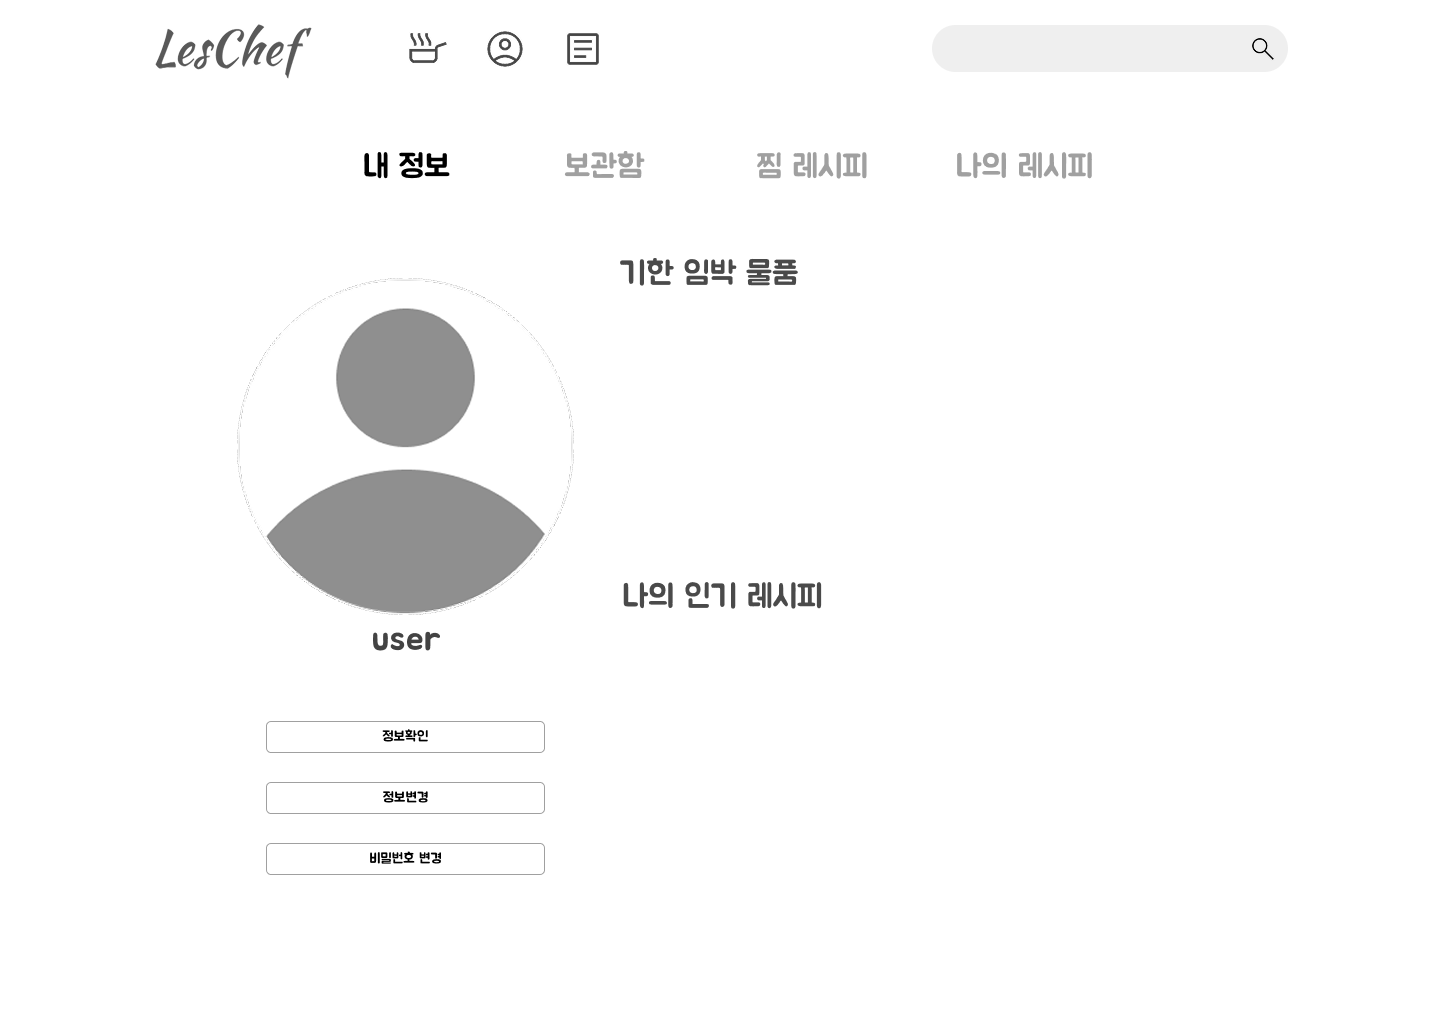 LesChef
내 정보 보관함 찜 레시피 나의 레시피
기한 임박 물품
나의 인기 레시피
user
정보확인
정보변경
비밀번호 변경